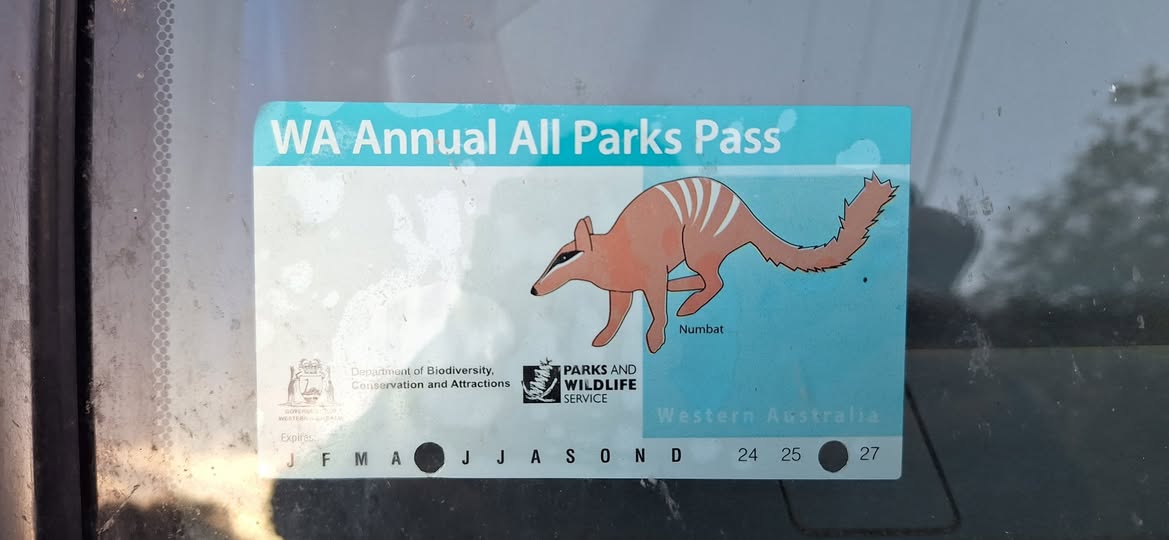 WA Annual All Parks Pass
Numbat
Department of Biodiversity,
Conservation and Attractions
PARKS AND
WILDLIFE
SERVICE
Western Australia
Expires
J F M A J J A S O N D 24 25 27